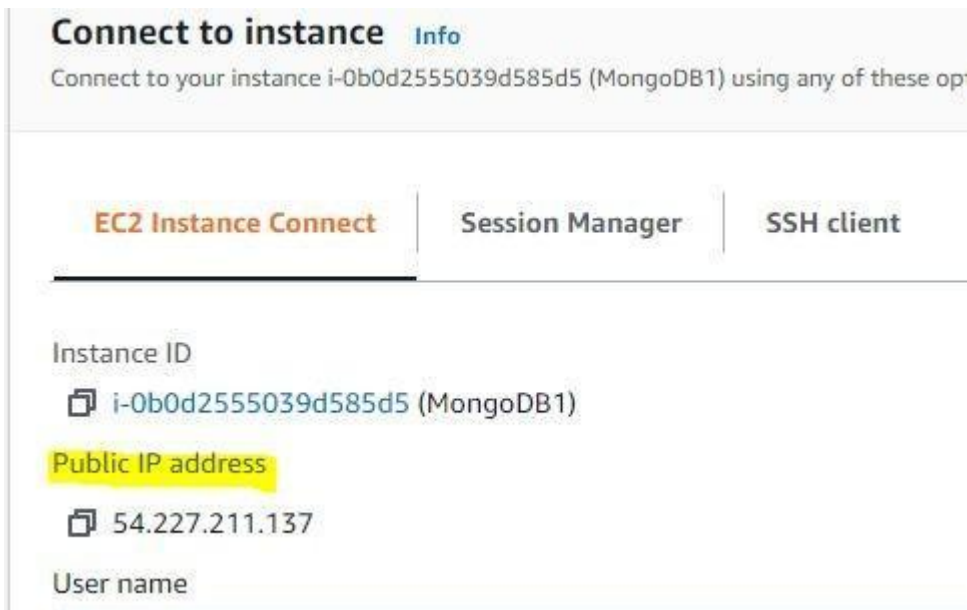 Connect to instance Info
Connect to your instance i-0b0d2555039d585d5 (MongoDB1) using any of these
EC2 Instance Connect Session Manager SSH client
Instance ID
i-0b0d2555039d585d5 (MongoDB1)
Public IP address
54.227.211.137
User name